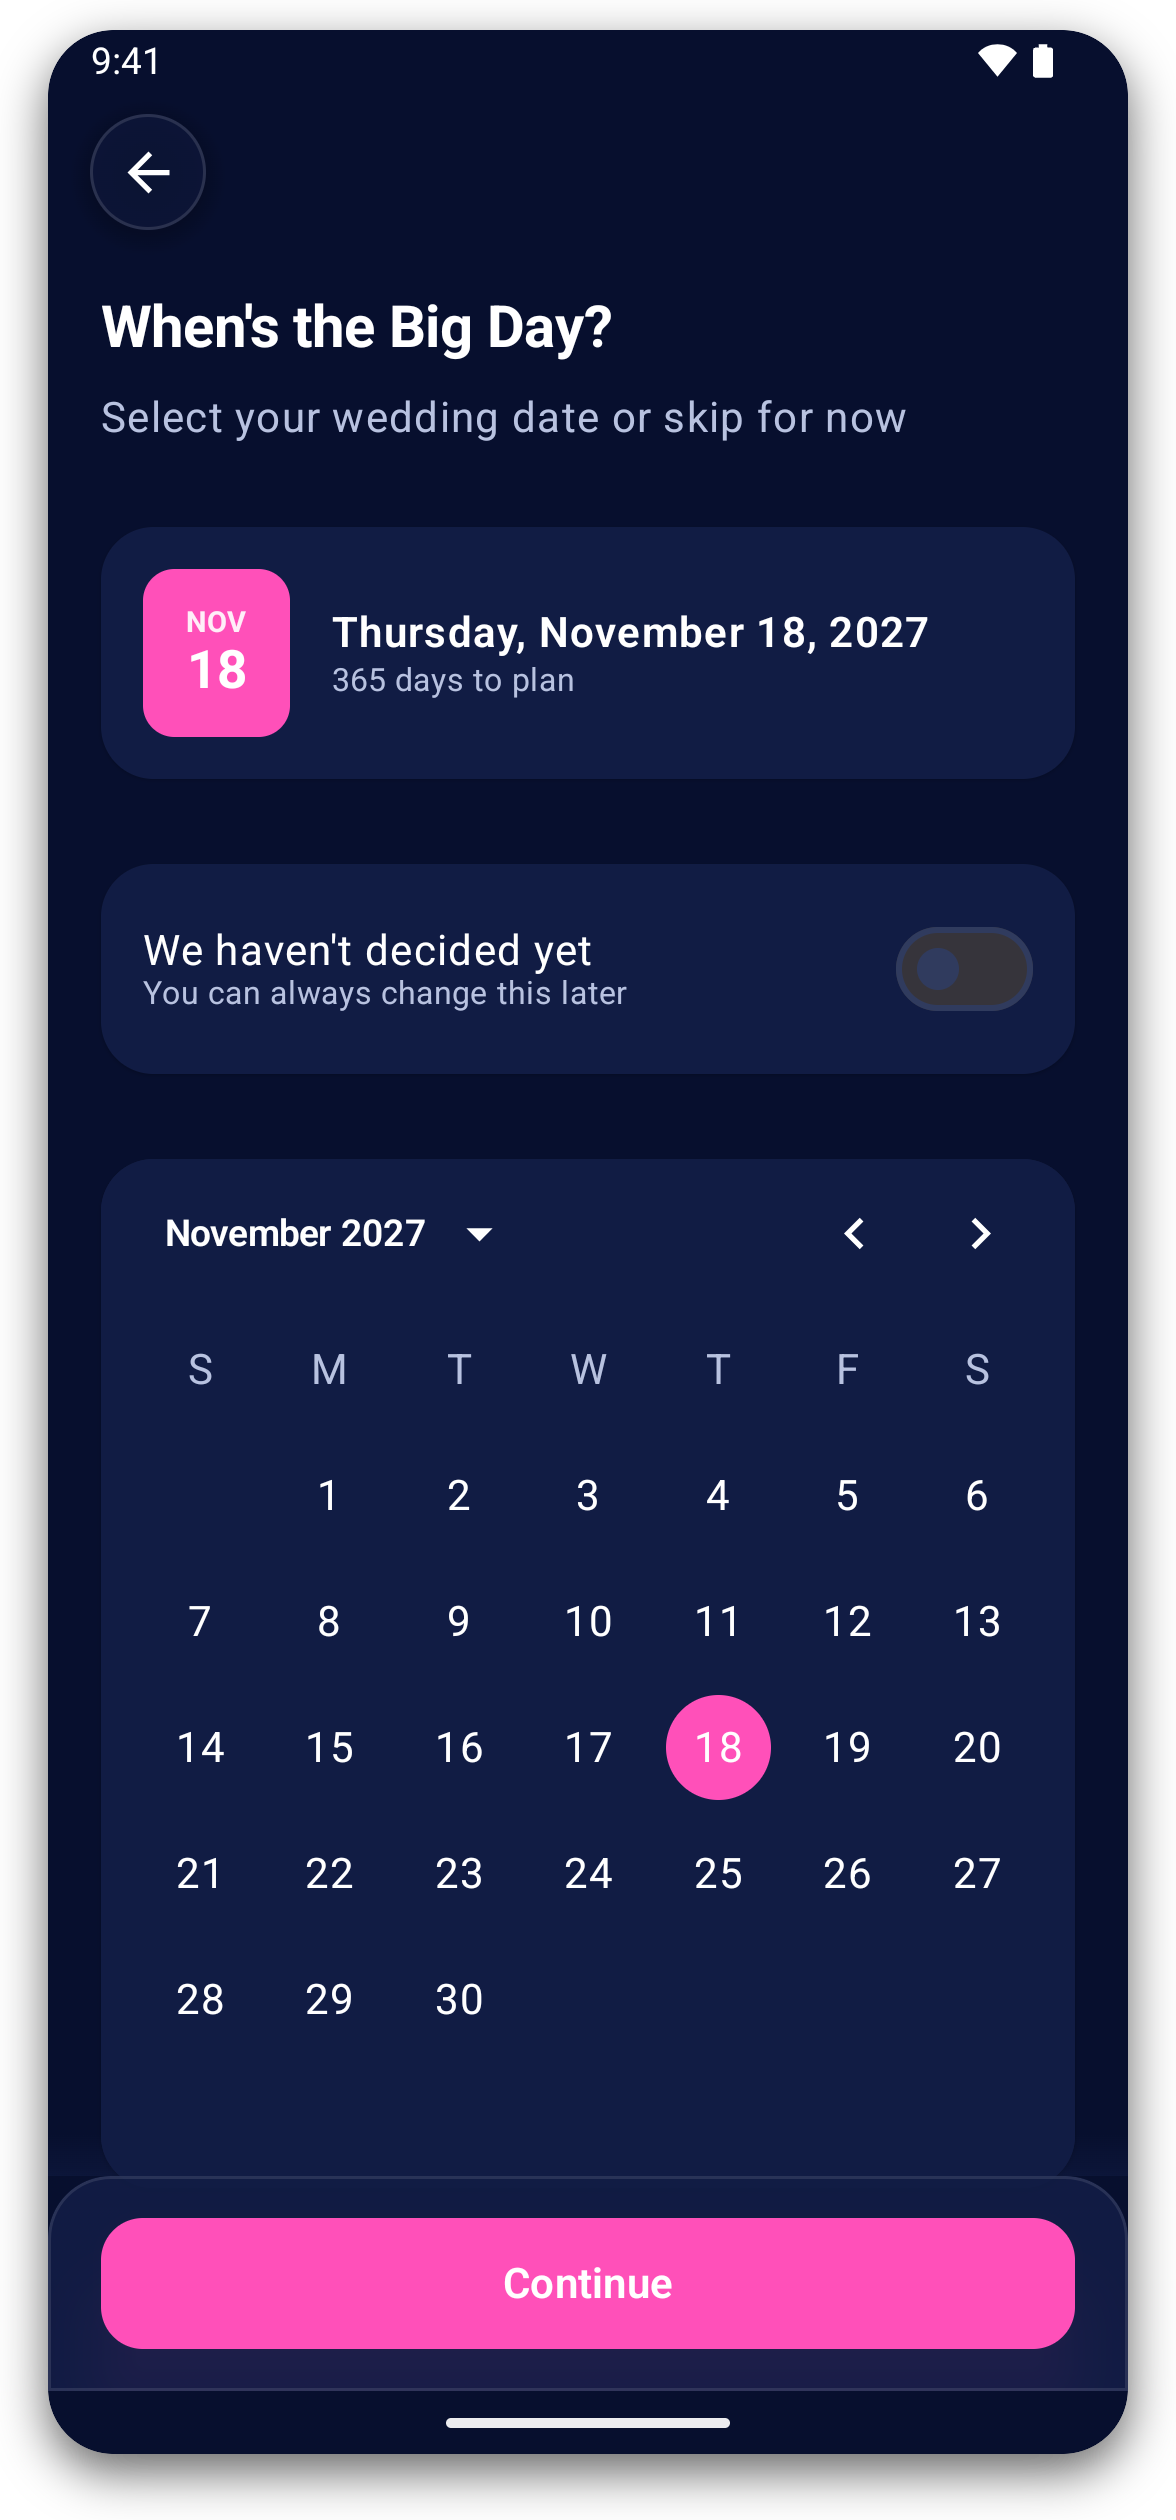 9:41
When's the Big Day?
Select your wedding date or skip for now
NOV
18
Thursday, November 18, 2027
365 days to plan
We haven't decided yet
You can always change this later
November 2027
S M T W T F S
1 2 3 4 5 6
7 8 9 10 11 12 13
14 15 16 17 18 19 20
21 22 23 24 25 26 27
28 29 30
Continue